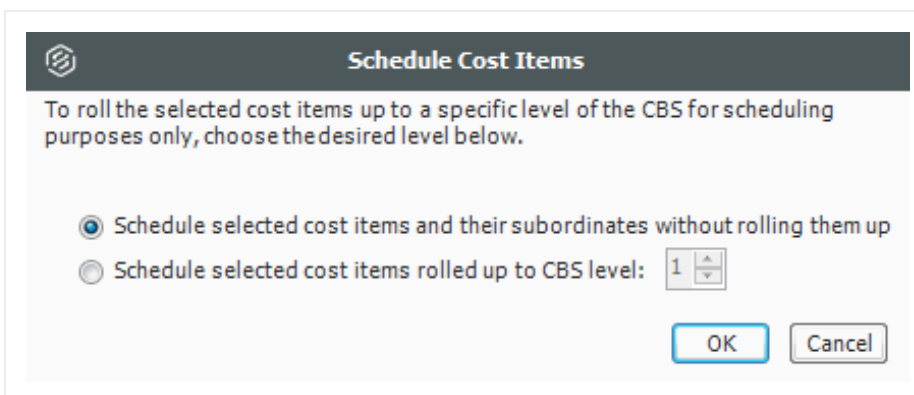 Schedule Cost Items
To roll the selected cost items up to a specific level of the CBS for scheduling
purposes only, choose the desired level below.
Schedule selected cost items and their subordinates without rolling them up
Schedule selected cost items rolled up to CBS level: 1
OK Cancel